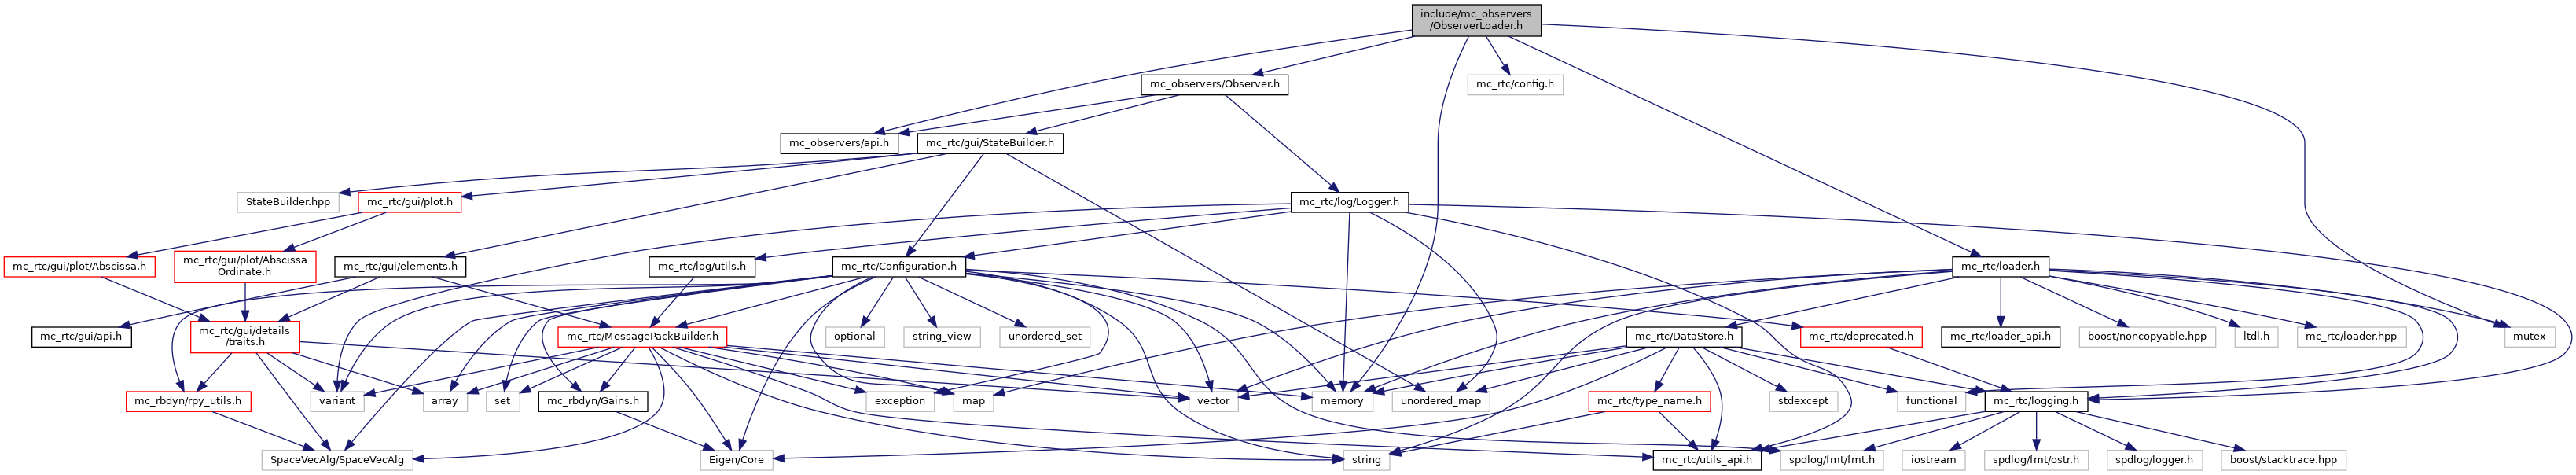 include/mc_observers
/ObserverLoader.h
mc_observers/Observer.h
mc_rtc/config.h
mc_observers/api.h
mc_rtc/gui/StateBuilder.h
StateBuilder.hpp
mc_rtc/gui/plot.h
mc_rtc/log/Logger.h
mc_rtc/gui/plot/Abscissa.h
mc_rtc/gui/plot/Abscissa
Ordinate.h
mc_rtc/gui/elements.h
mc_rtc/log/utils.h
mc_rtc/Configuration.h
mc_rtc/loader.h
mc_rtc/gui/api.h
mc_rtc/gui/details
/traits.h
mc_rtc/MessagePackBuilder.h
optional
string_view
unordered_set
mc_rtc/DataStore.h
mc_rtc/deprecated.h
mc_rtc/loader_api.h
boost/noncopyable.hpp
ltdl.h
mc_rtc/loader.hpp
mutex
mc_rbdyn/rpy_utils.h
variant
array
set
mc_rbdyn/Gains.h
exception
map
vector
memory
unordered_map
mc_rtc/type_name.h
stdexcept
functional
mc_rtc/logging.h
SpaceVecAlg/SpaceVecAlg
Eigen/Core
string
mc_rtc/utils_api.h
spdlog/fmt/fmt.h
iostream
spdlog/fmt/ostr.h
spdlog/logger.h
boost/stacktrace.hpp